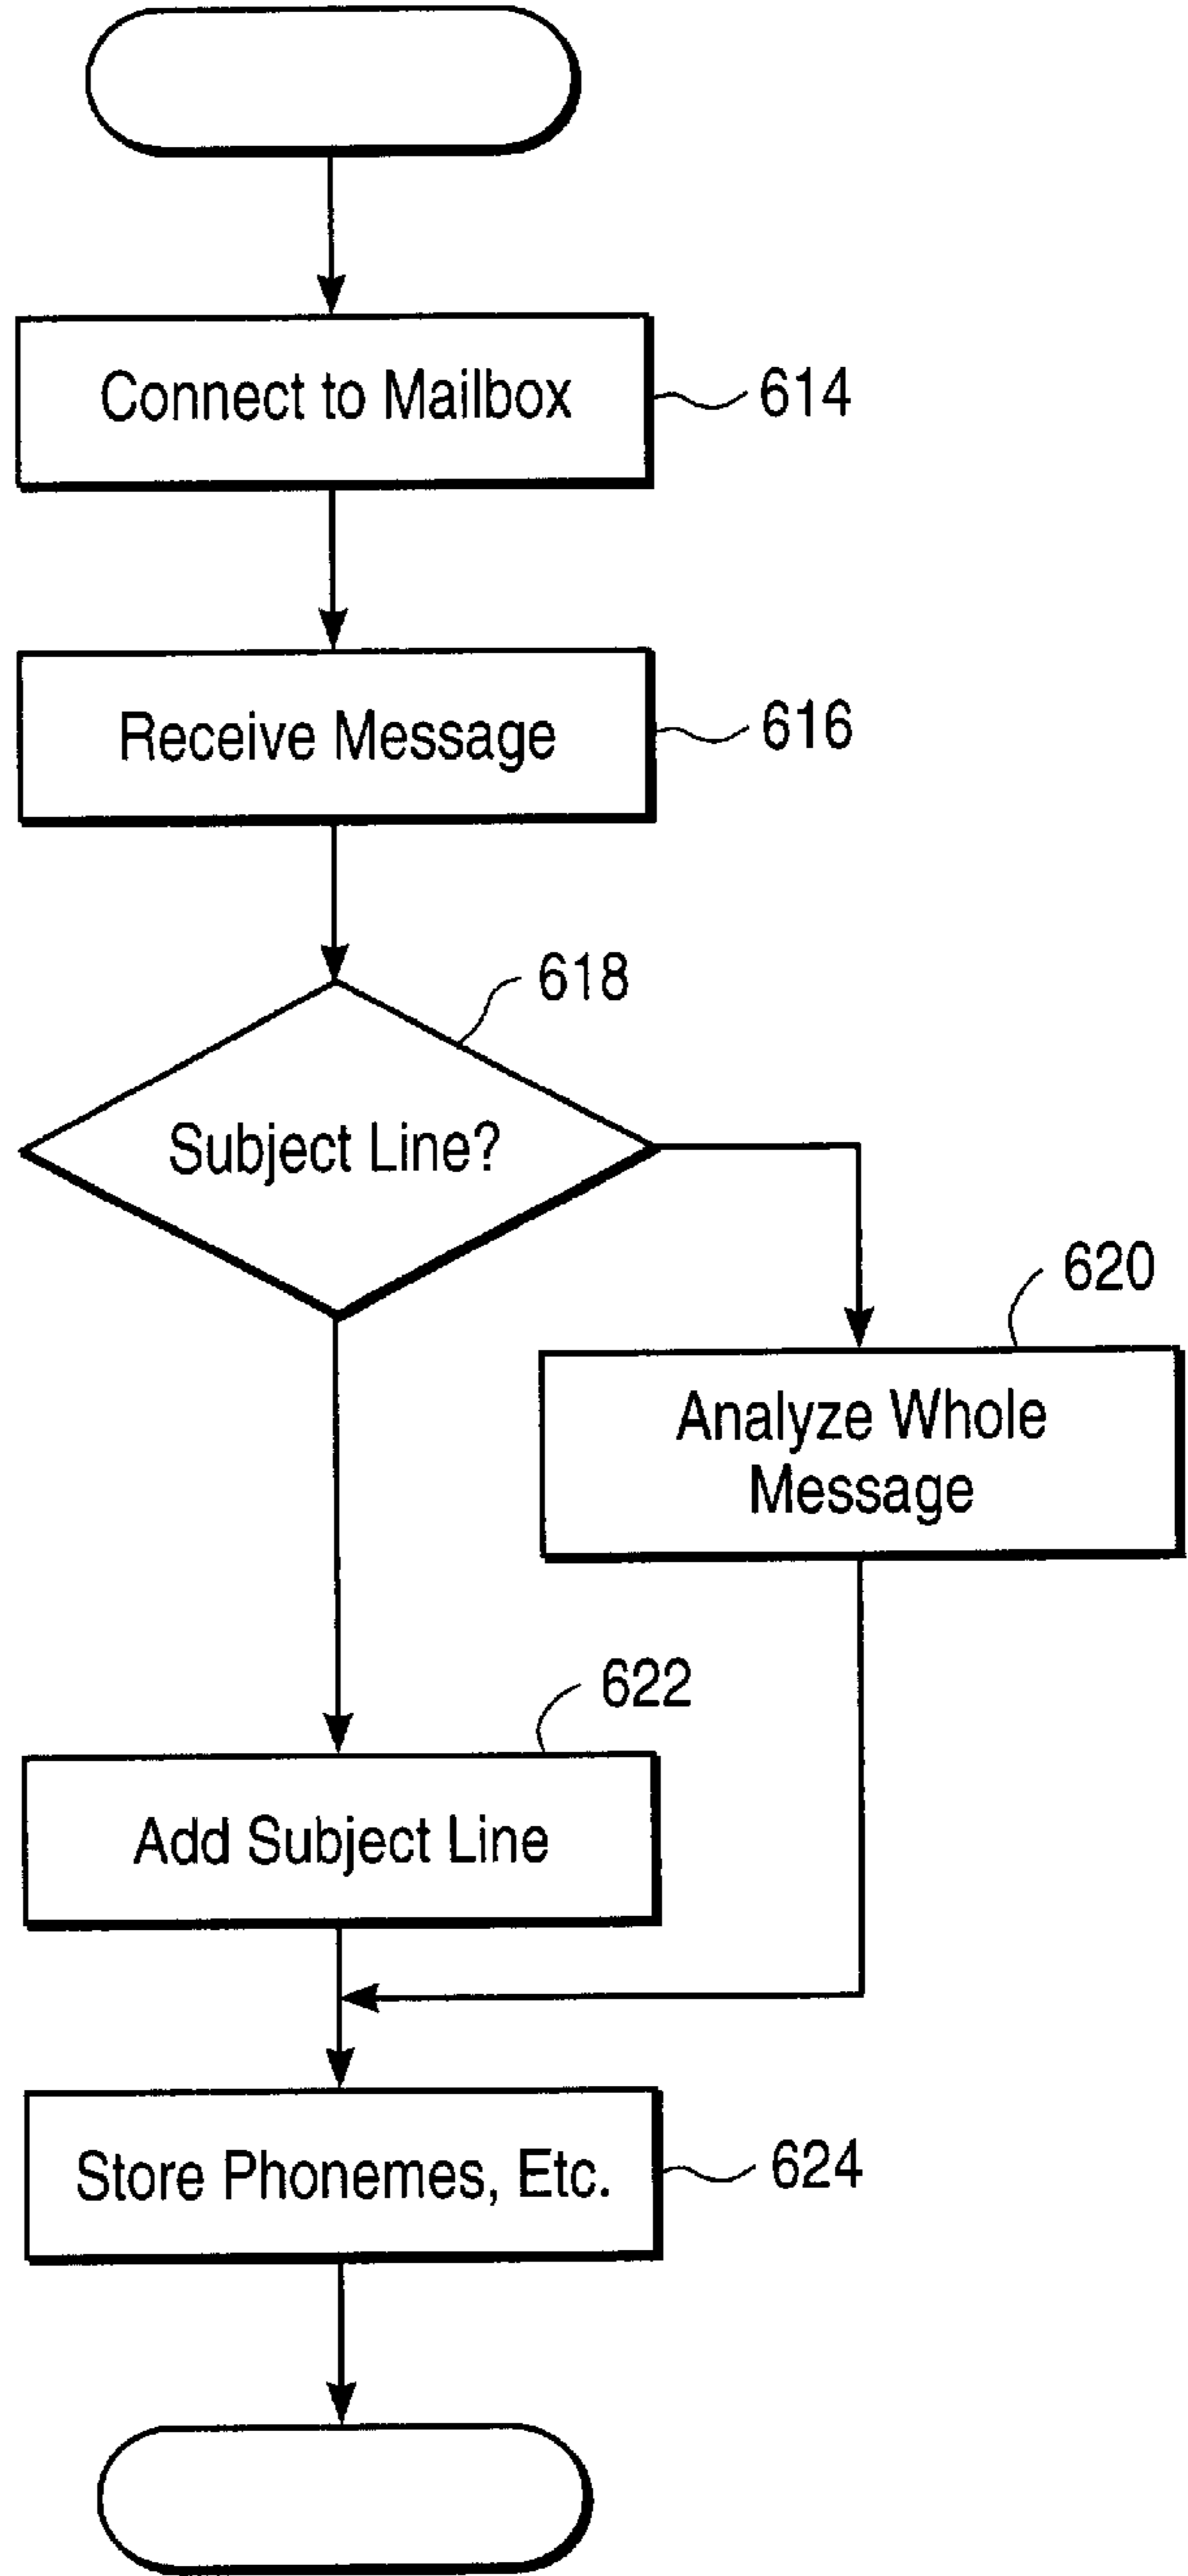 Connect to Mailbox
614
Receive Message
616
618
Subject Line?
620
Analyze Whole
Message
622
Add Subject Line
Store Phonemes, Etc.
624